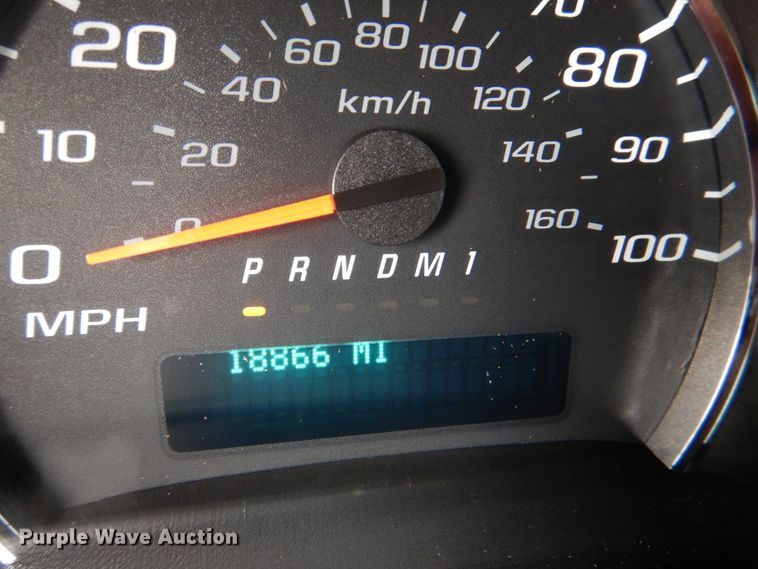 70
20 60 80 100 80
40 km/h 120
10 20 140 90
0 0 160 100
P R N D M 1
MPH
18866 MI
Purple Wave Auction